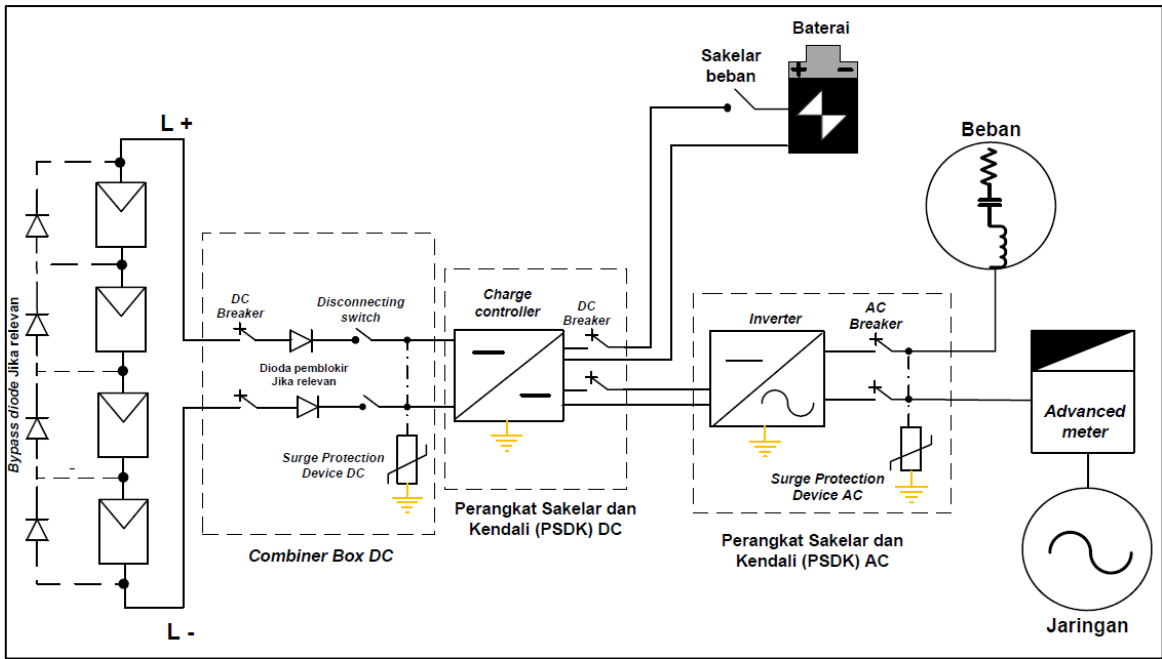 Baterai
+ -
Sakelar
beban
L +
Beban
Bypass diode Jika relevan
DC
Breaker
Disconnecting
switch
Charge
controller
DC
Breaker
Inverter
AC
Breaker
Dioda pemblokir
Jika relevan
Advanced
meter
Surge Protection
Device DC
Surge Protection
Device AC
Perangkat Sakelar dan
Kendali (PSDK) DC
Combiner Box DC
Perangkat Sakelar dan
Kendali (PSDK) AC
L -
Jaringan